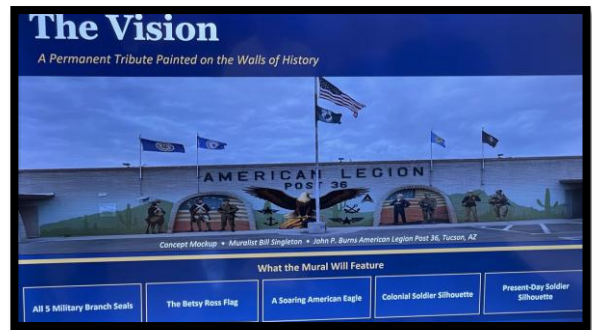 The Vision
A Permanent Tribute Painted on the Walls of History
AMERICAN LEGION
POST 36
Concept Mockup • Muralist Bill Singleton • John P. Burns American Legion Post 36, Tucson, AZ
What the Mural Will Feature
All 5 Military Branch Seals
The Betsy Ross Flag
A Soaring American Eagle
Colonial Soldier Silhouette
Present-Day Soldier
Silhouette